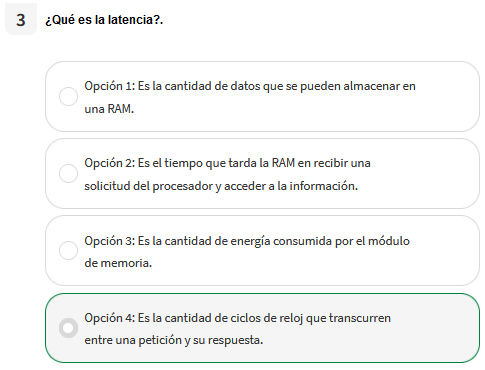 3 ¿Qué es la latencia?.
Opción 1: Es la cantidad de datos que se pueden almacenar en
una RAM.
Opción 2: Es el tiempo que tarda la RAM en recibir una
solicitud del procesador y acceder a la información.
Opción 3: Es la cantidad de energía consumida por el módulo
de memoria.
Opción 4: Es la cantidad de ciclos de reloj que transcurren
entre una petición y su respuesta.